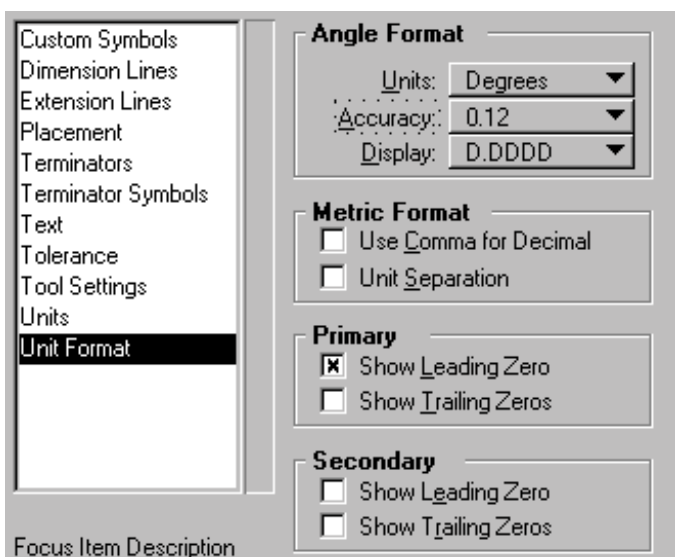 Custom Symbols
Dimension Lines
Extension Lines
Placement
Terminators
Terminator Symbols
Text
Tolerance
Tool Settings
Units
Unit Format
Focus Item Description
Angle Format
Units: Degrees
Accuracy: 0.12
Display: D.DDDD
Metric Format
Use Comma for Decimal
Unit Separation
Primary
Show Leading Zero
Show Trailing Zeros
Secondary
Show Leading Zero
Show Trailing Zeros